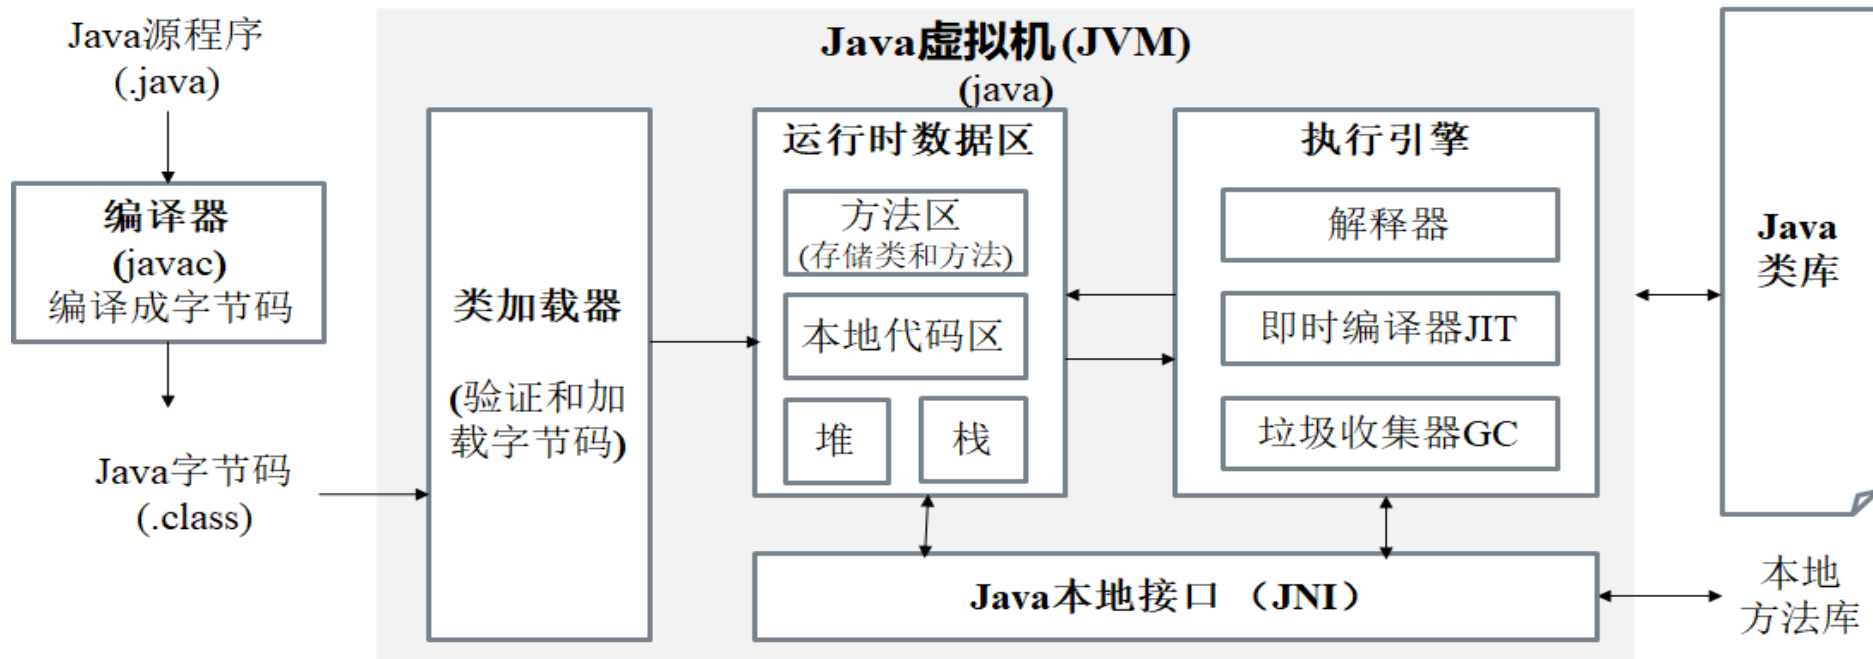 Java源程序
(.java)
编译器
(javac)
编译成字节码
Java字节码
(.class)
Java虚拟机(JVM)
(java)
类加载器
(验证和加
载字节码)
运行时数据区
方法区
(存储类和方法)
本地代码区
堆
栈
执行引擎
解释器
即时编译器JIT
垃圾收集器GC
Java本地接口（JNI）
Java
类库
本地
方法库